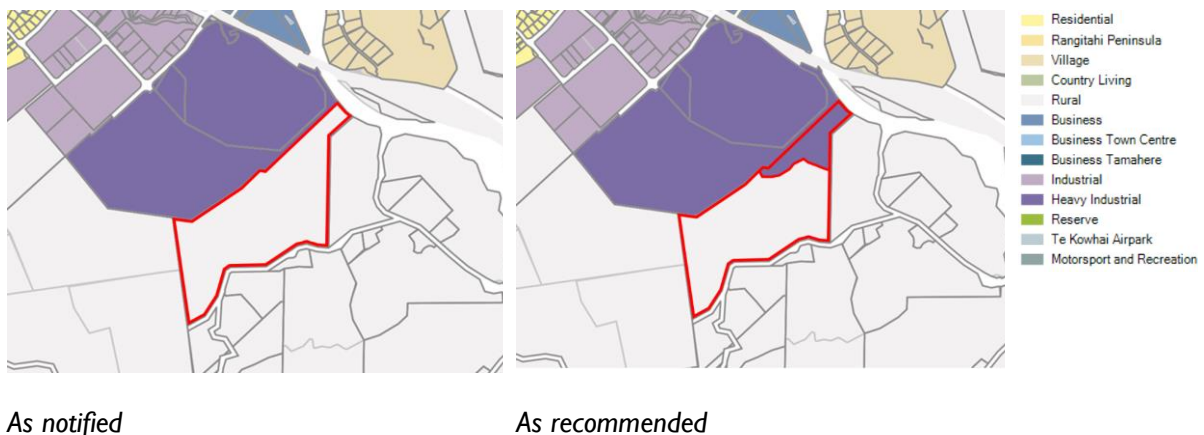 Residential
Rangitahi Peninsula
Village
Country Living
Rural
Business
Business Town Centre
Business Tamahere
Industrial
Heavy Industrial
Reserve
Te Kowhai Airpark
Motorsport and Recreation
As notified
As recommended